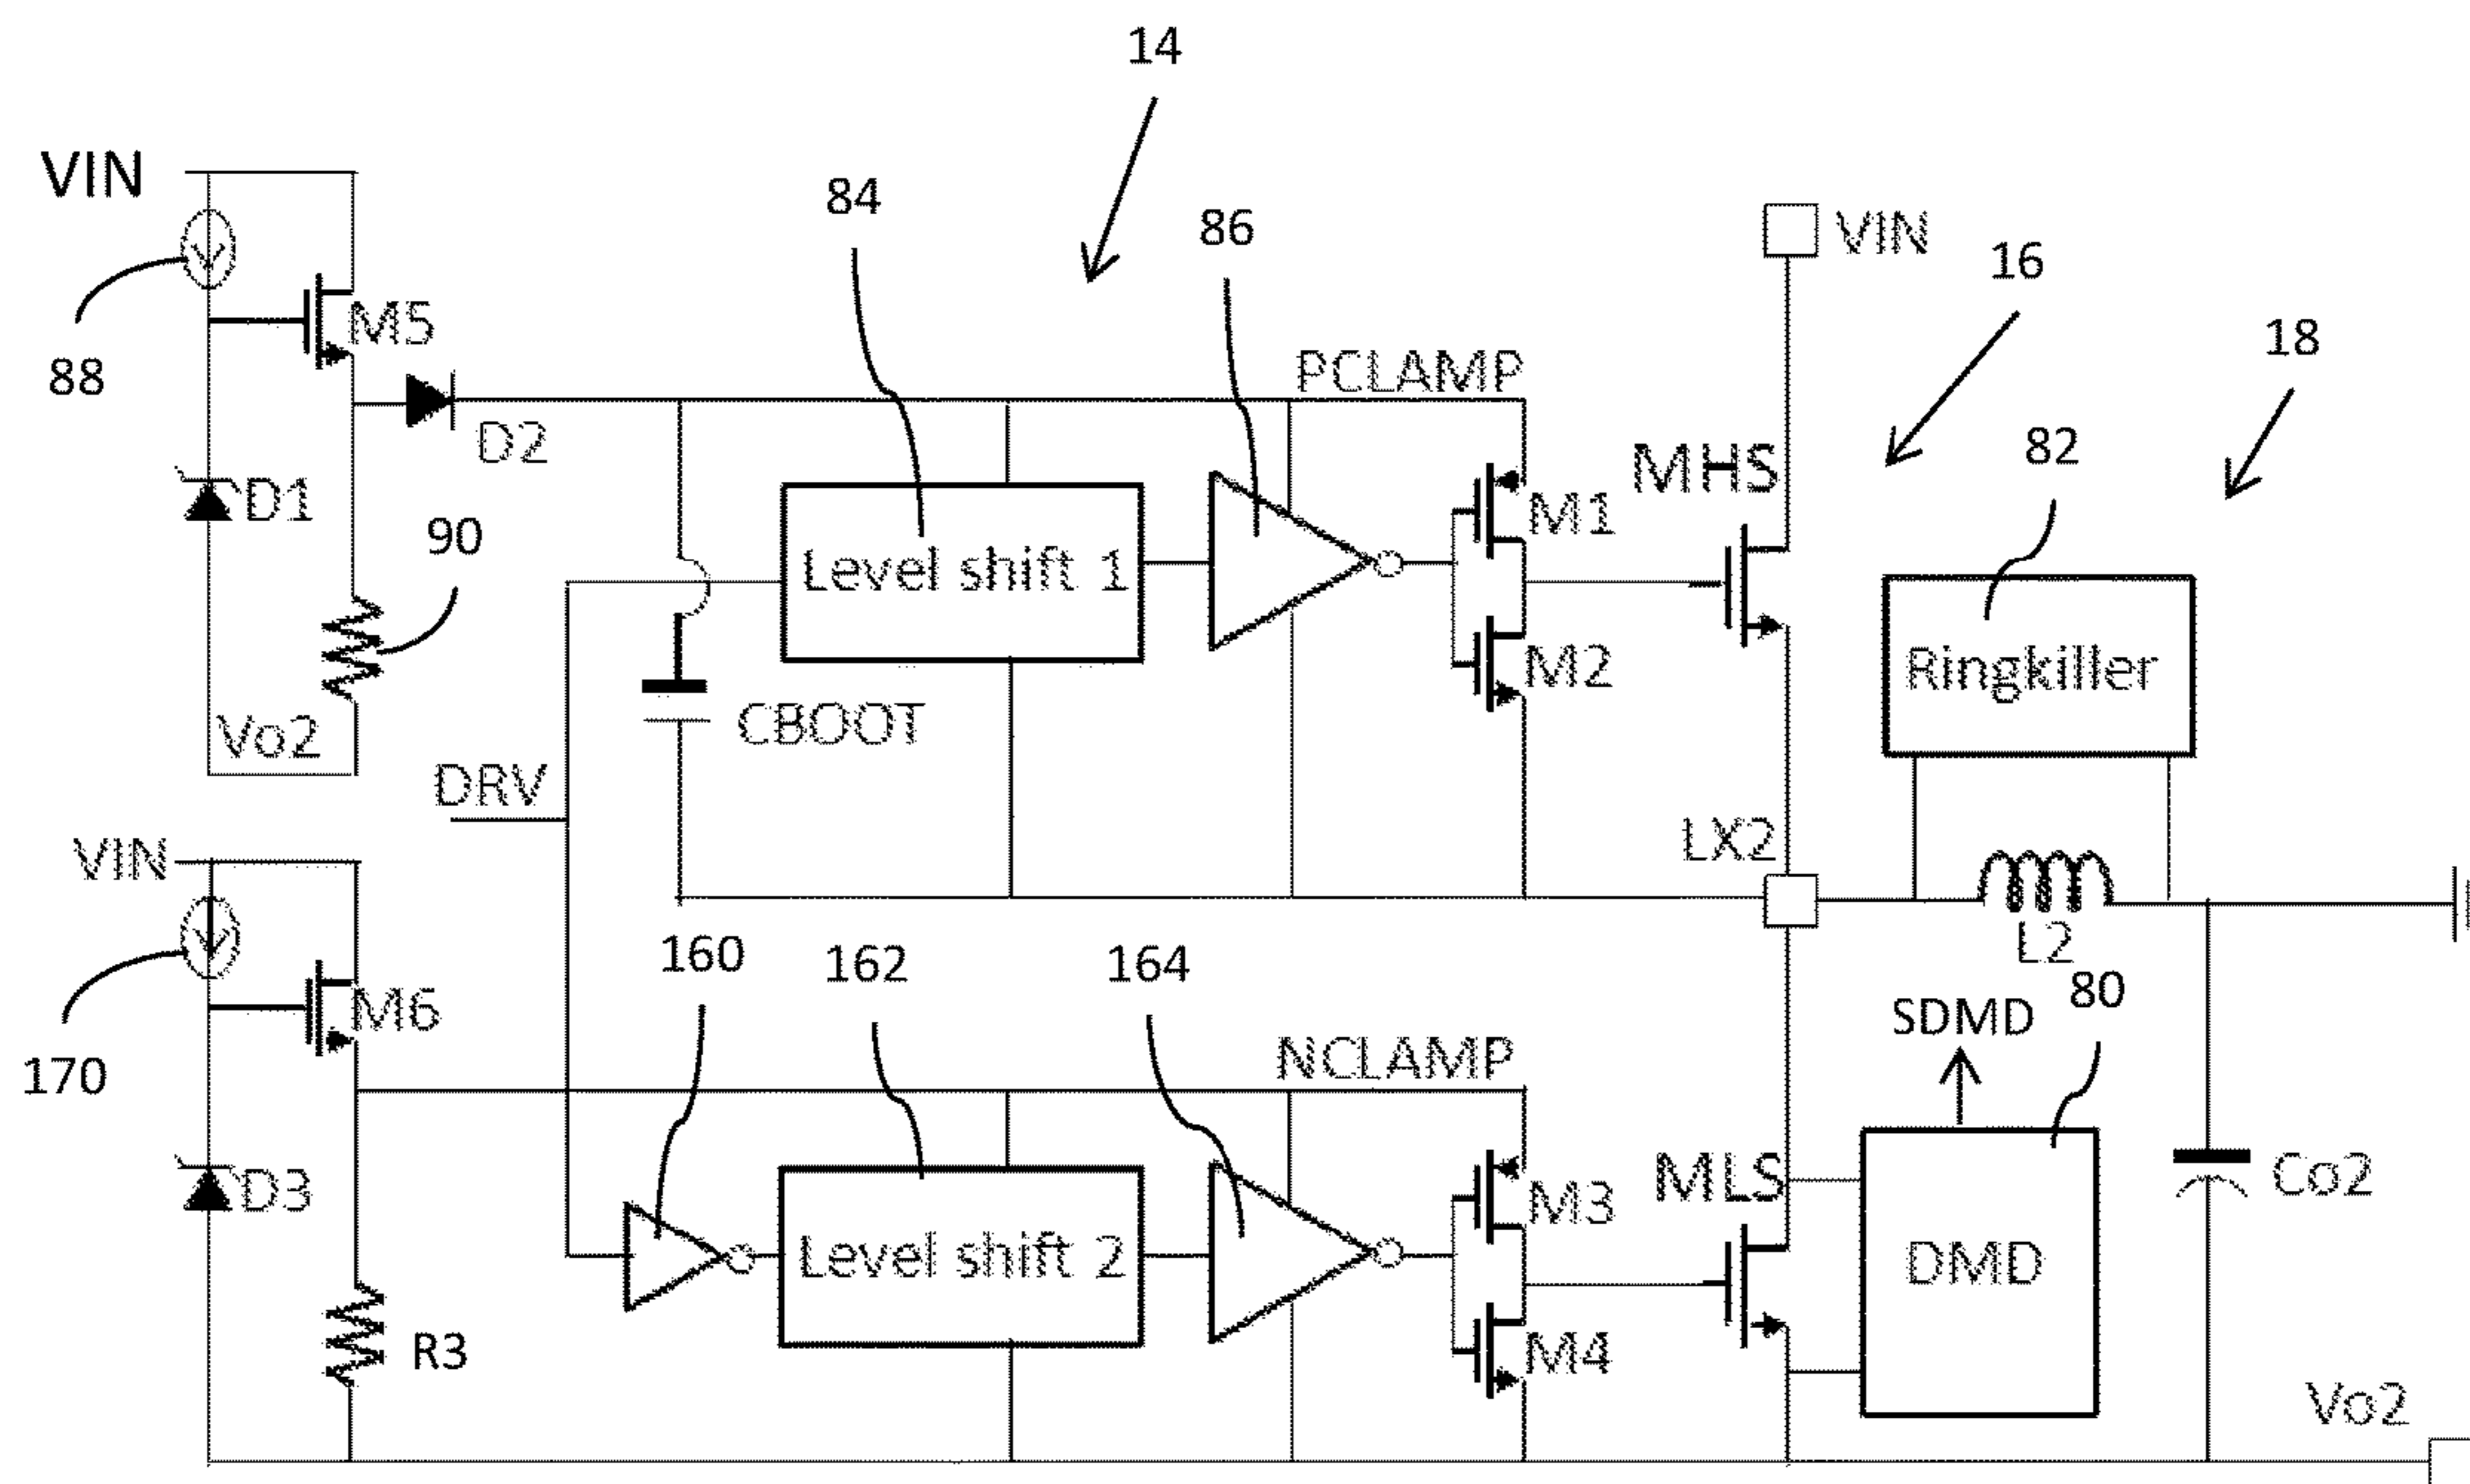 14
VIN
84
86
VIN
16
88
M5
PCLAMP
18
D2
MHS
82
D1
90
Level shift 1
M1
M2
Ringkiller
Vo2
CBOOT
DRV
LX2
VIN
160
162
164
L2
M6
NCLAMP
SDMD
80
170
D3
MLS
M3
Co2
Level shift 2
DMD
R3
M4
Vo2